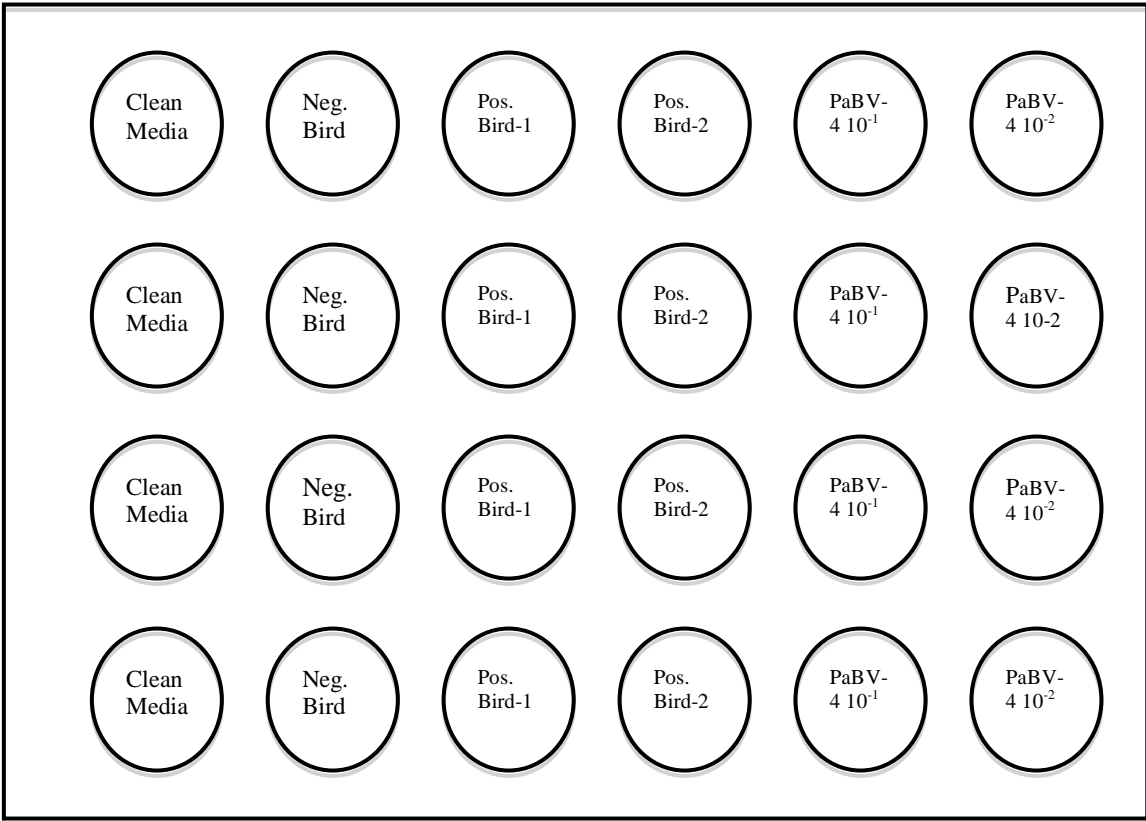 Clean
Media
Neg.
Bird
Pos.
Bird-1
Pos.
Bird-2
PaBV-
4 10⁻¹
PaBV-
4 10⁻²
Clean
Media
Neg.
Bird
Pos.
Bird-1
Pos.
Bird-2
PaBV-
4 10⁻¹
PaBV-
4 10-2
Clean
Media
Neg.
Bird
Pos.
Bird-1
Pos.
Bird-2
PaBV-
4 10⁻¹
PaBV-
4 10⁻²
Clean
Media
Neg.
Bird
Pos.
Bird-1
Pos.
Bird-2
PaBV-
4 10⁻¹
PaBV-
4 10⁻²